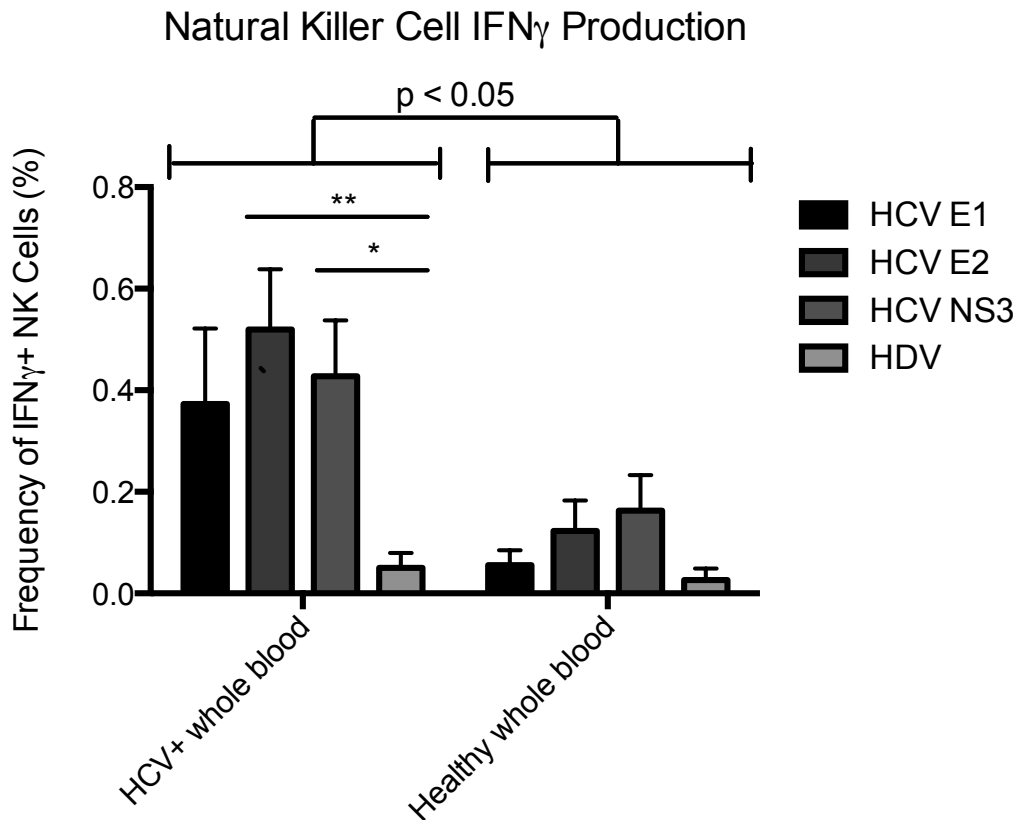 Natural Killer Cell IFNγ Production
p < 0.05
Frequency of IFNγ+ NK Cells (%)
0.8
0.6
0.4
0.2
0.0
**
*
HCV E1
HCV E2
HCV NS3
HDV
HCV+ whole blood
Healthy whole blood